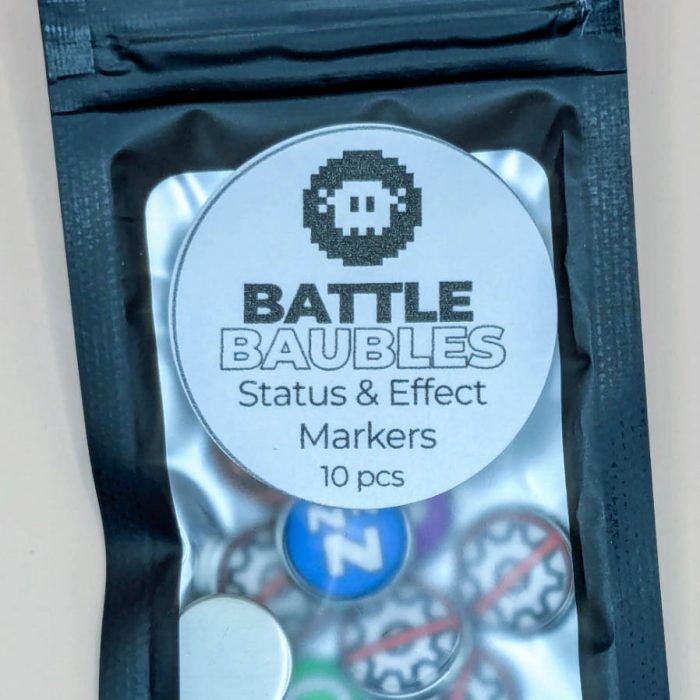 BATTLE
BAUBLES
Status & Effect
Markers
10 pcs
Z
Z